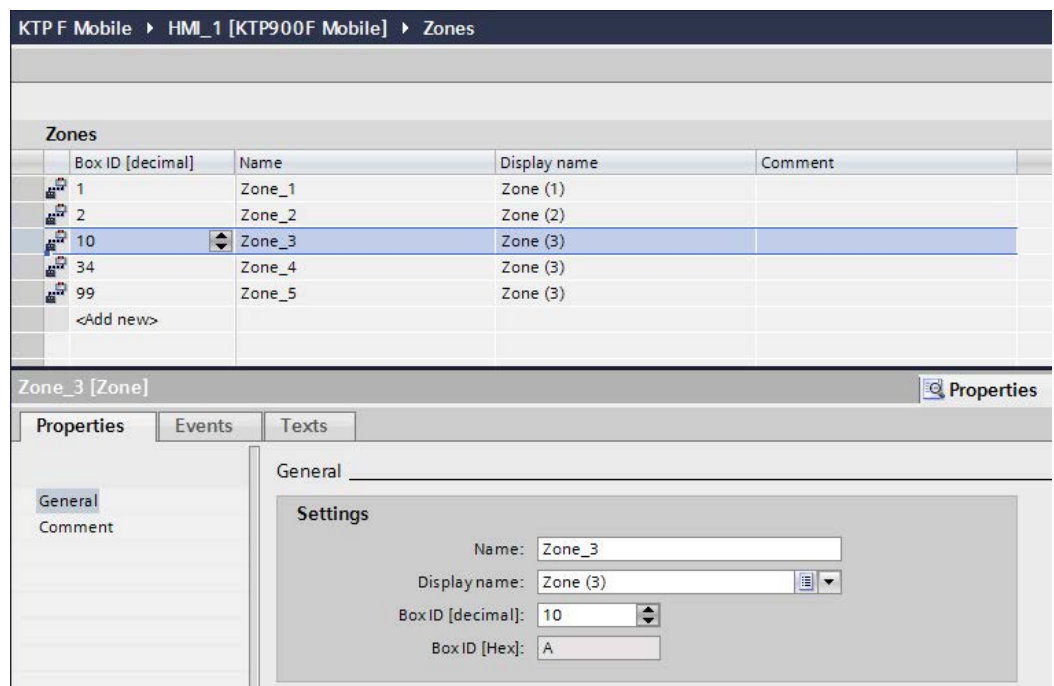 KTP F Mobile ▸ HMI_1 [KTP900F Mobile] ▸ Zones
Zones
Box ID [decimal] Name Display name Comment
1 Zone_1 Zone (1)
2 Zone_2 Zone (2)
10 Zone_3 Zone (3)
34 Zone_4 Zone (3)
99 Zone_5 Zone (3)
<Add new>
Zone_3 [Zone] Properties
Properties Events Texts
General
General
Comment
Settings
Name: Zone_3
Display name: Zone (3)
Box ID [decimal]: 10
Box ID [Hex]: A